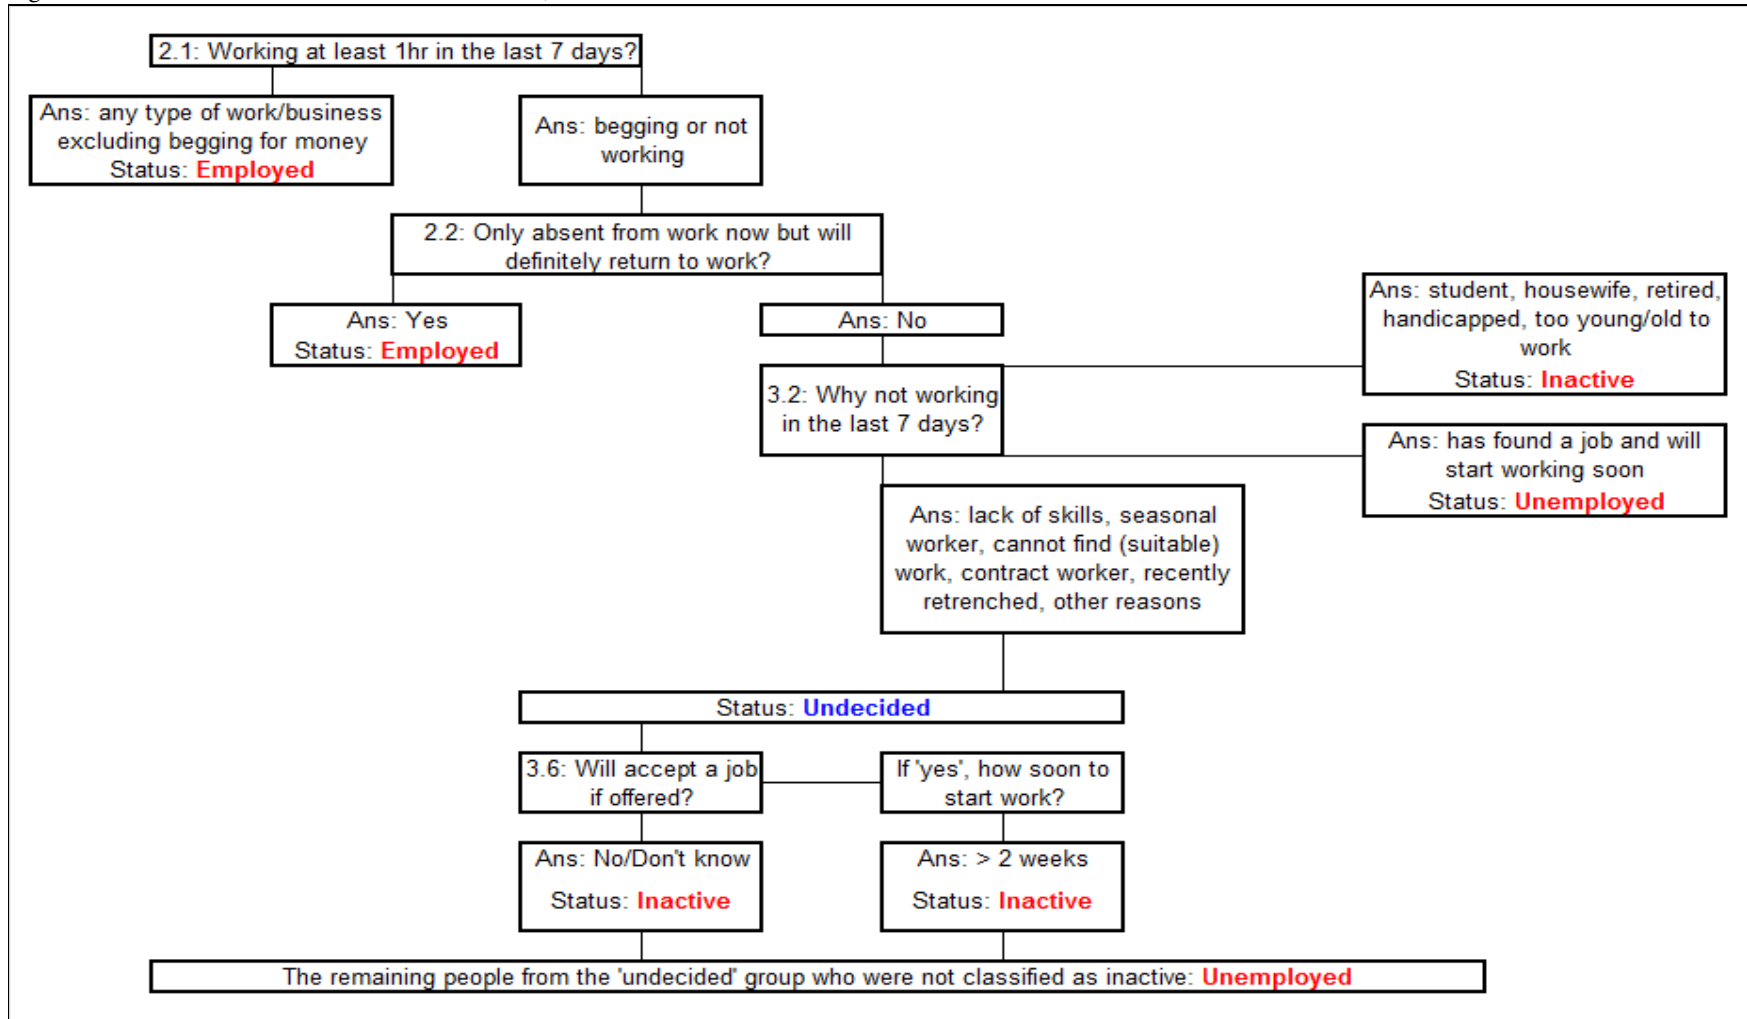 2.1: Working at least 1hr in the last 7 days?
Ans: any type of work/business
excluding begging for money
Status: Employed
Ans: begging or not
working
2.2: Only absent from work now but will
definitely return to work?
Ans: Yes
Status: Employed
Ans: No
Ans: student, housewife, retired,
handicapped, too young/old to
work
Status: Inactive
3.2: Why not working
in the last 7 days?
Ans: has found a job and will
start working soon
Status: Unemployed
Ans: lack of skills, seasonal
worker, cannot find (suitable)
work, contract worker, recently
retrenched, other reasons
Status: Undecided
3.6: Will accept a job
if offered?
If 'yes', how soon to
start work?
Ans: No/Don't know
Status: Inactive
Ans: > 2 weeks
Status: Inactive
The remaining people from the 'undecided' group who were not classified as inactive: Unemployed